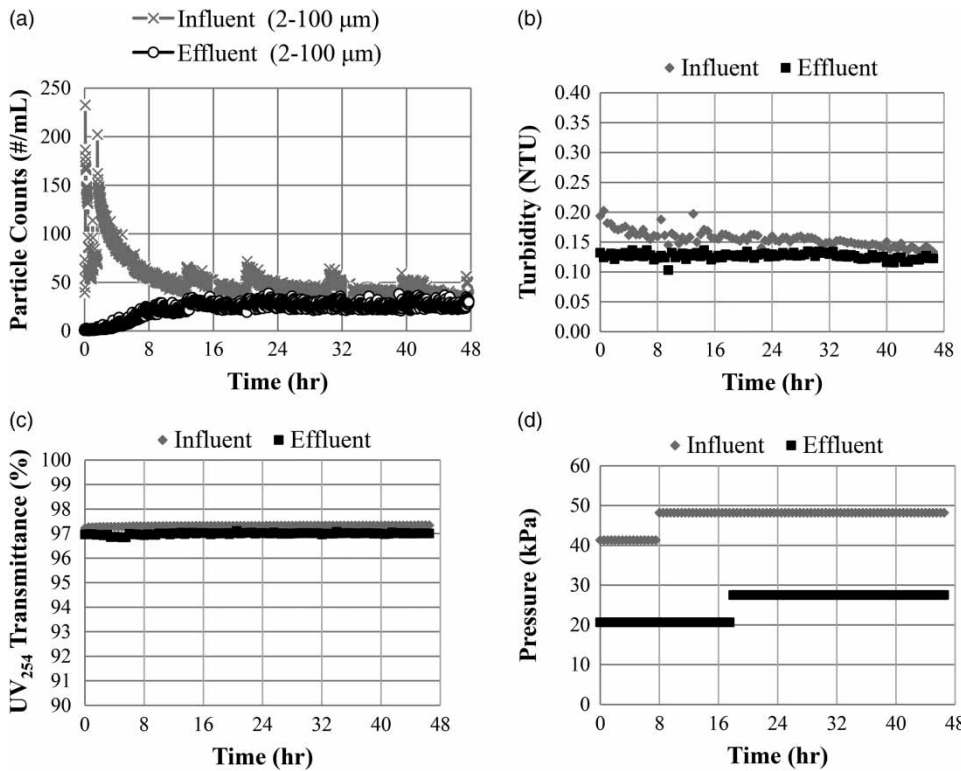 (a)
Influent (2-100 μm)
Effluent (2-100 μm)
Particle Counts (#/mL)
250
200
150
100
50
0
0 8 16 24 32 40 48
Time (hr)
(b)
Influent Effluent
Turbidity (NTU)
0.40
0.35
0.30
0.25
0.20
0.15
0.10
0.05
0.00
0 8 16 24 32 40 48
Time (hr)
(c)
Influent Effluent
UV254 Transmittance (%)
100
99
98
97
96
95
94
93
92
91
90
0 8 16 24 32 40 48
Time (hr)
(d)
Influent Effluent
Pressure (kPa)
60
50
40
30
20
10
0
0 8 16 24 32 40 48
Time (hr)